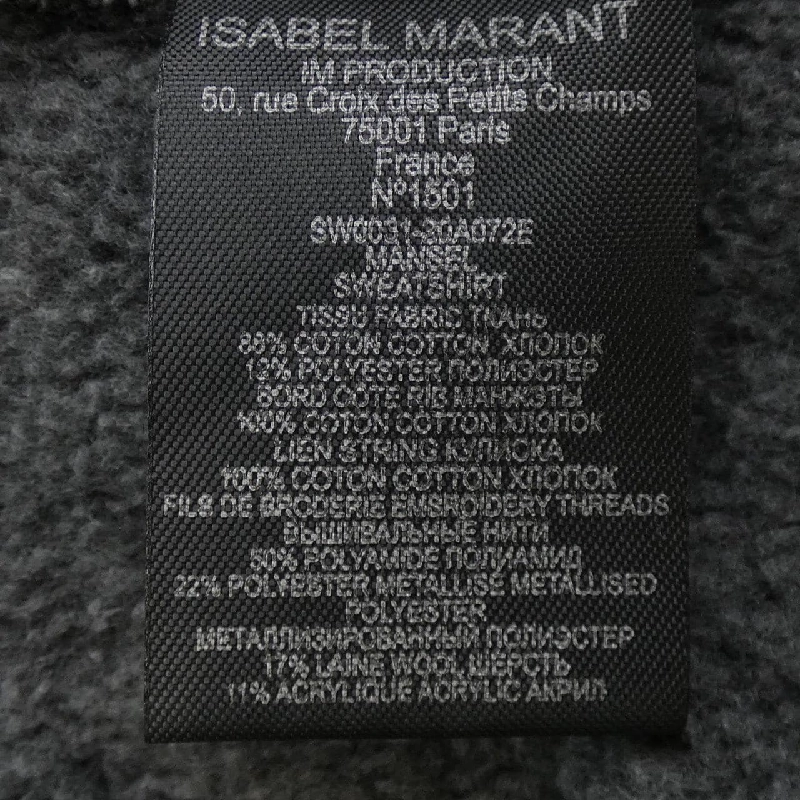 ISABEL MARANT
IM PRODUCTION
50, rue Croix des Petits Champs
75001 Paris
France
N°1501
SW0031-20A072E
MANSEL
SWEATSHIRT
TISSU FABRIC ТКАНЬ
88% COTON COTTON ХЛОПОК
12% POLYESTER ПОЛИЭСТЕР
BORD COTE RIB МАНЖЕТЫ
100% COTON COTTON ХЛОПОК
LIEN STRING КУЛИСКА
100% COTON COTTON ХЛОПОК
FILS DE BRODERIE EMBROIDERY THREADS
ВЫШИВАЛЬНЫЕ НИТИ
50% POLYAMIDE ПОЛИАМИД
22% POLYESTER METALLISE METALLISED
POLYESTER
МЕТАЛЛИЗИРОВАННЫЙ ПОЛИЭСТЕР
17% LAINE WOOL ШЕРСТЬ
11% ACRYLIQUE ACRYLIC АКРИЛ